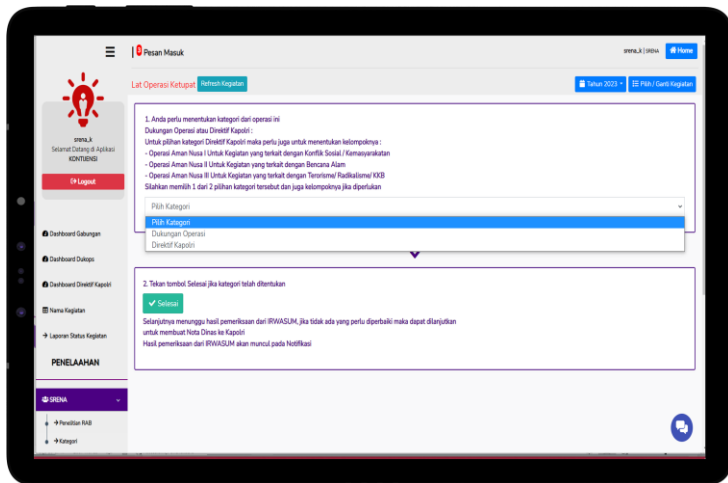 Pesan Masuk
srena_k | SRENA
Home
Lat Operasi Ketupat
Refresh Kegiatan
Tahun 2023
Pilih / Ganti Kegiatan
srena_k
Selamat Datang di Aplikasi
KONTIJENSI
Logout
Dashboard Gabungan
Dashboard Dukops
Dashboard Direktif Kapolri
Nama Kegiatan
Laporan Status Kegiatan
PENELAAHAN
SRENA
Penelitian RAB
Kategori
1. Anda perlu menentukan kategori dari operasi ini
Dukungan Operasi atau Direktif Kapolri :
Untuk pilihan kategori Direktif Kapolri maka perlu juga untuk menentukan kelompoknya :
- Operasi Aman Nusa I Untuk Kegiatan yang terkait dengan Konflik Sosial / Kemasyarakatan
- Operasi Aman Nusa II Untuk Kegiatan yang terkait dengan Bencana Alam
- Operasi Aman Nusa III Untuk Kegiatan yang terkait dengan Terorisme/ Radikalisme/ KKB
Silahkan memilih 1 dari 2 pilihan kategori tersebut dan juga kelompoknya jika diperlukan
Pilih Kategori
Pilih Kategori
Dukungan Operasi
Direktif Kapolri
2. Tekan tombol Selesai jika kategori telah ditentukan
Selesai
Selanjutnya menunggu hasil pemeriksaan dari IRWASUM, jika tidak ada yang perlu diperbaiki maka dapat dilanjutkan
untuk membuat Nota Dinas ke Kapolri
Hasil pemeriksaan dari IRWASUM akan muncul pada Notifikasi